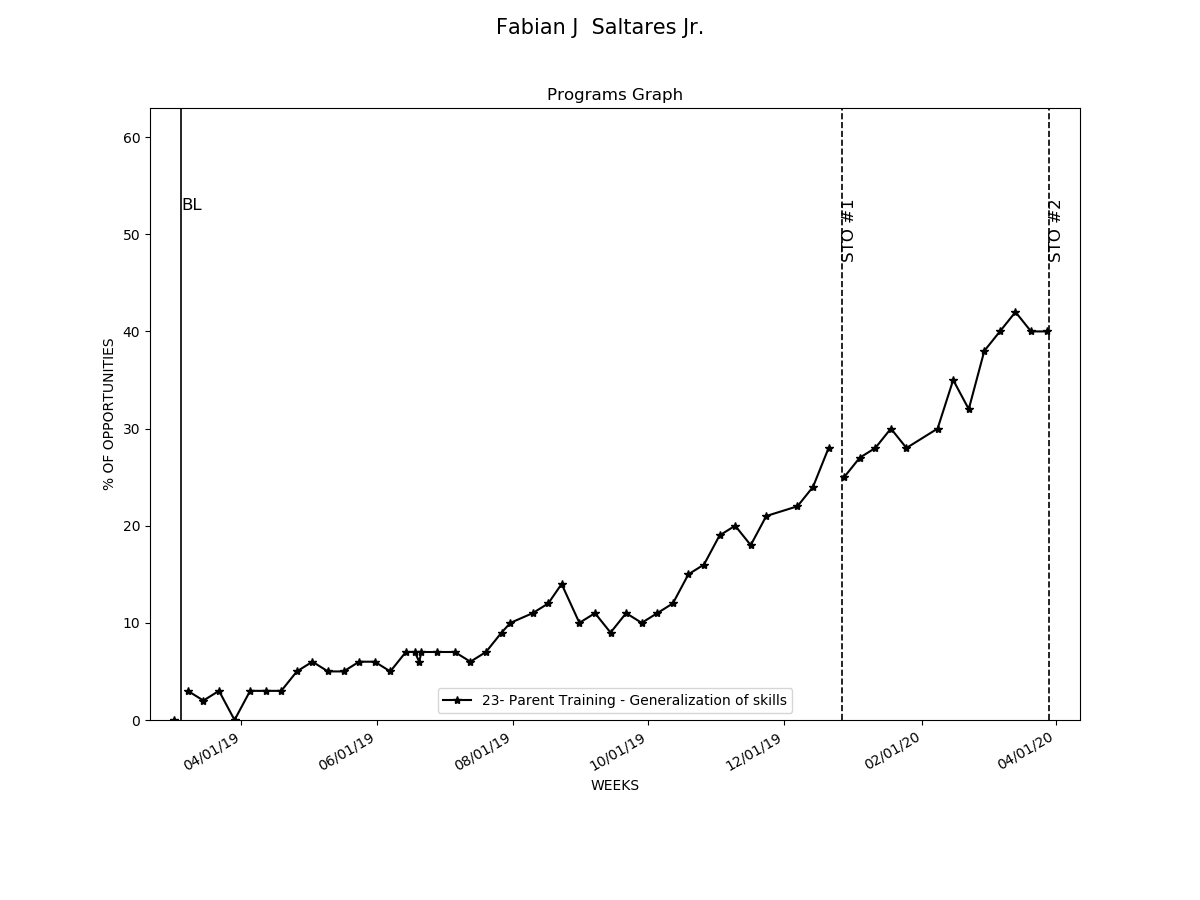 Fabian J  Saltares Jr.
Programs Graph
60
50
40
30
20
10
0
% OF OPPORTUNITIES
BL
STO #1
STO #2
23- Parent Training - Generalization of skills
04/01/19
06/01/19
08/01/19
10/01/19
12/01/19
02/01/20
04/01/20
WEEKS